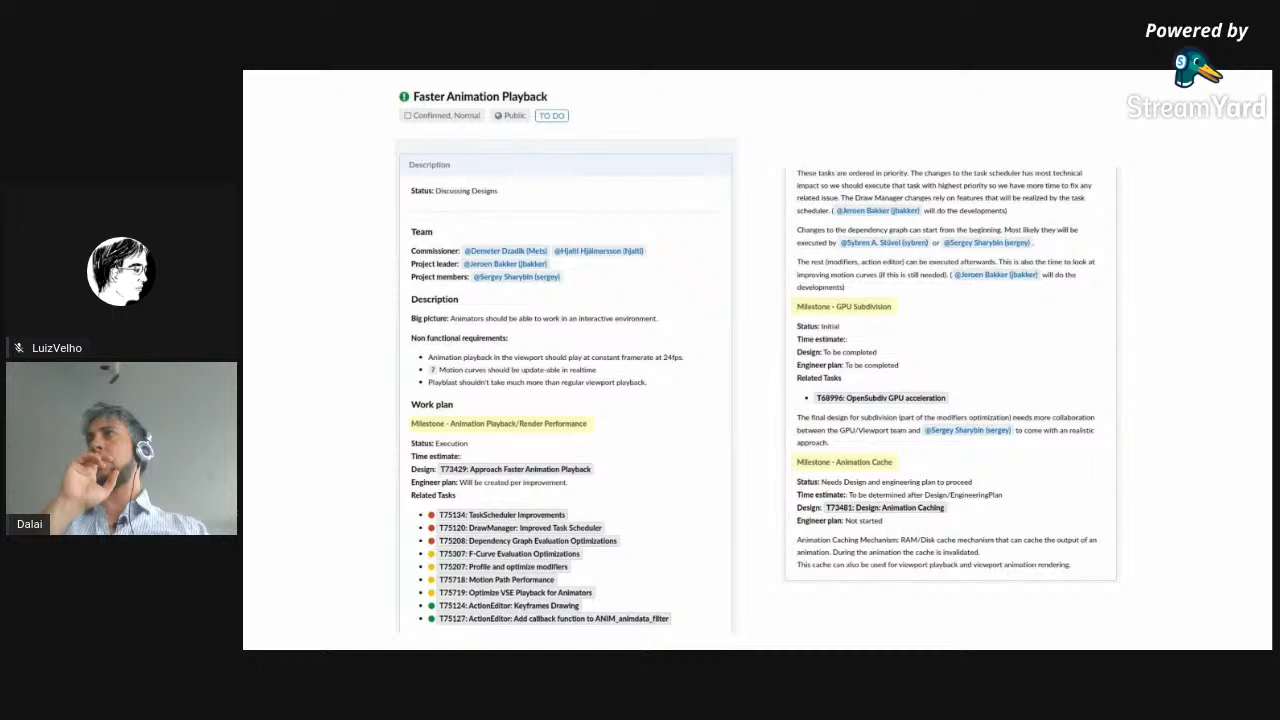 Powered by
StreamYard
Faster Animation Playback
Confirmed, Normal Public TO DO
Description
Status: Discussing Designs
Team
Commissioner: @Demeter Dzadik (Mets) @Hjalti Hjálmarsson (hjalti)
Project leader: @Jeroen Bakker (jbakker)
Project members: @Sergey Sharybin (sergey)
Description
Big picture: Animators should be able to work in an interactive environment.
Non functional requirements:
Animation playback in the viewport should play at constant framerate at 24fps.
? Motion curves should be update-able in realtime
Playblast shouldn't take much more than regular viewport playback.
Work plan
Milestone - Animation Playback/Render Performance
Status: Execution
Time estimate:
Design: T73429: Approach Faster Animation Playback
Engineer plan: Will be created per improvement.
Related Tasks
T75134: TaskScheduler Improvements
T75120: DrawManager: Improved Task Scheduler
T75208: Dependency Graph Evaluation Optimizations
T75307: F-Curve Evaluation Optimizations
T75207: Profile and optimize modifiers
T75718: Motion Path Performance
T75719: Optimize VSE Playback for Animators
T75124: ActionEditor: Keyframes Drawing
T75127: ActionEditor: Add callback function to ANIM_animdata_filter
These tasks are ordered in priority. The changes to the task scheduler has most technical
impact so we should execute that task with highest priority so we have more time to fix any
related issue. The Draw Manager changes rely on features that will be realized by the task
scheduler. ( @Jeroen Bakker (jbakker) will do the developments)
Changes to the dependency graph can start from the beginning. Most likely they will be
executed by @Sybren A. Stüvel (sybren) or @Sergey Sharybin (sergey) .
The rest (modifiers, action editor) can be executed afterwards. This is also the time to look at
improving motion curves (if this is still needed). ( @Jeroen Bakker (jbakker) will do the
developments)
Milestone - GPU Subdivision
Status: Initial
Time estimate:
Design: To be completed
Engineer plan: To be completed
Related Tasks
T68996: OpenSubdiv GPU acceleration
The final design for subdivision (part of the modifiers optimization) needs more collaboration
between the GPU/Viewport team and @Sergey Sharybin (sergey) to come with an realistic
approach.
Milestone - Animation Cache
Status: Needs Design and engineering plan to proceed
Time estimate: To be determined after Design/EngineeringPlan
Design: T73481: Design: Animation Caching
Engineer plan: Not started
Animation Caching Mechanism: RAM/Disk cache mechanism that can cache the output of an
animation. During the animation the cache is invalidated.
This cache can also be used for viewport playback and viewport animation rendering.
LuizVelho
Dalai